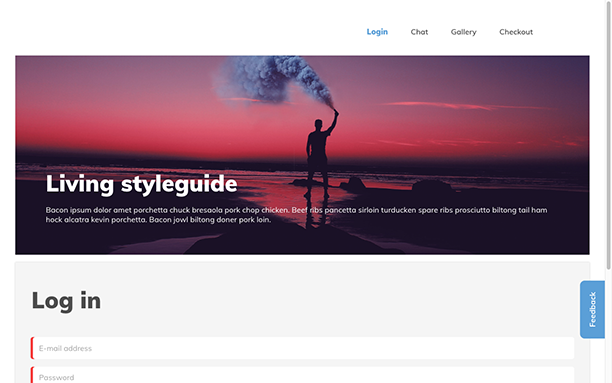 Login Chat Gallery Checkout
Living styleguide
Bacon ipsum dolor amet porchetta chuck bresaola pork chop chicken. Beef ribs pancetta sirloin turducken spare ribs prosciutto biltong tail ham
hock alcatra kevin porchetta. Bacon jowl biltong doner pork loin.
Log in
Feedback
E-mail address
Password